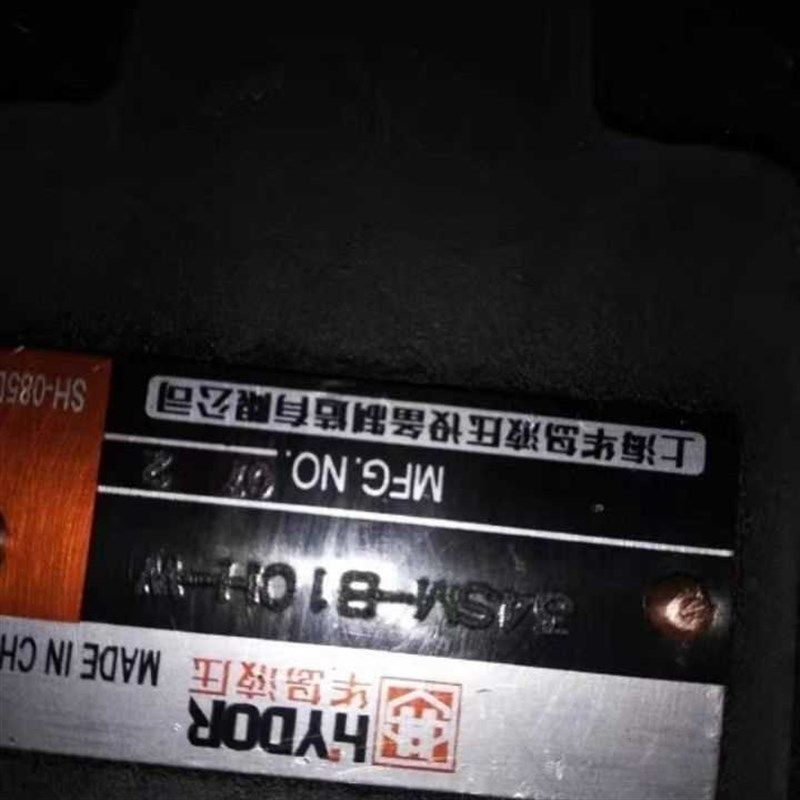 hYDOR
华岛液压
MADE IN CH
34SM-B10H-W
MFG. NO.
上海华岛液压设备制造有限公司
SH-085